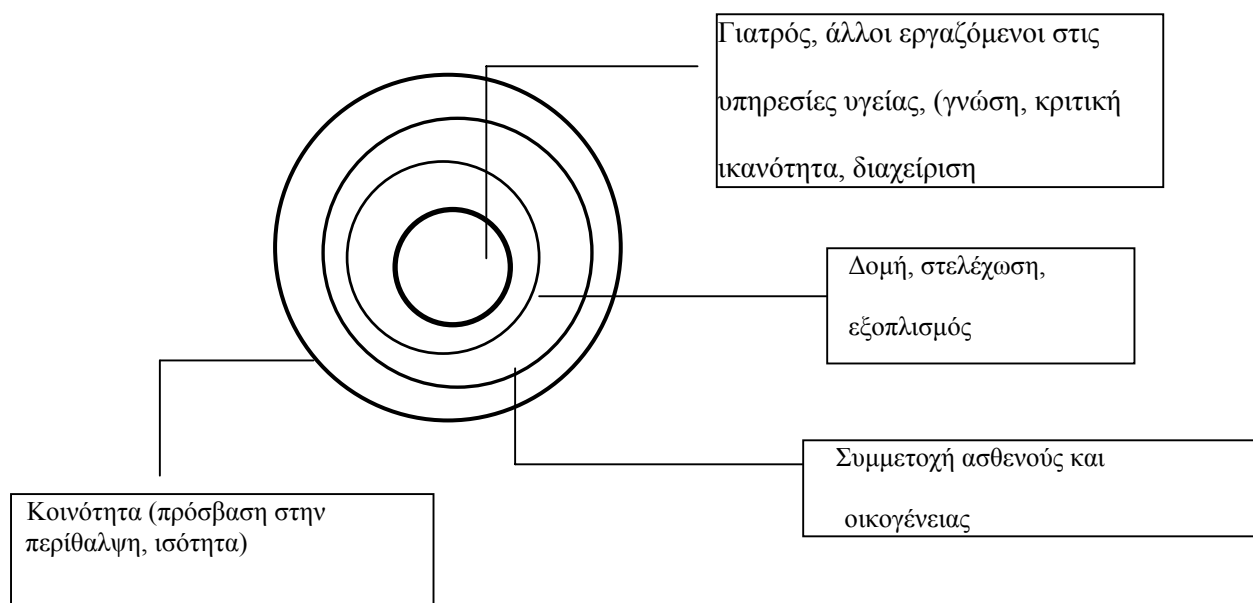 Γιατρός, άλλοι εργαζόμενοι στις
υπηρεσίες υγείας, (γνώση, κριτική
ικανότητα, διαχείριση
Δομή, στελέχωση,
εξοπλισμός
Συμμετοχή ασθενούς και
οικογένειας
Κοινότητα (πρόσβαση στην
περίθαλψη, ισότητα)